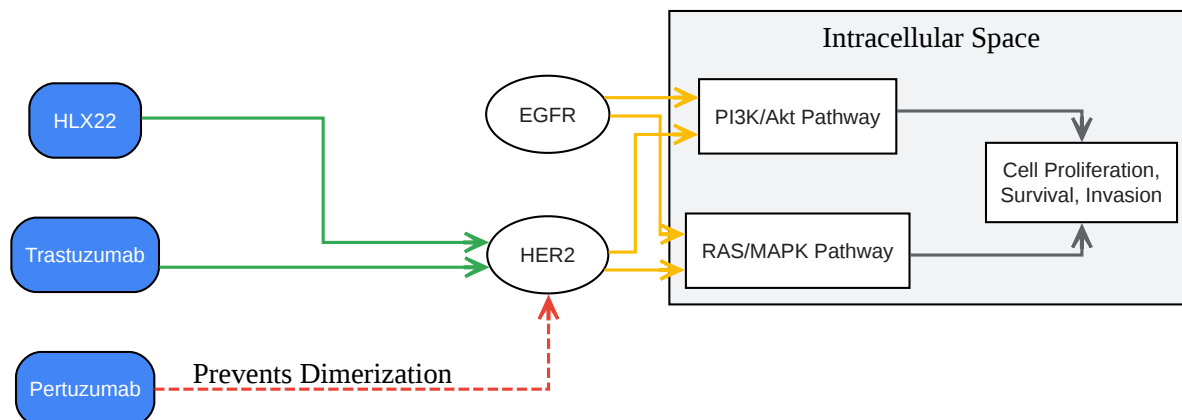 Intracellular Space
HLX22
EGFR
PI3K/Akt Pathway
Cell Proliferation,
Survival, Invasion
Trastuzumab
HER2
RAS/MAPK Pathway
Prevents Dimerization
Pertuzumab